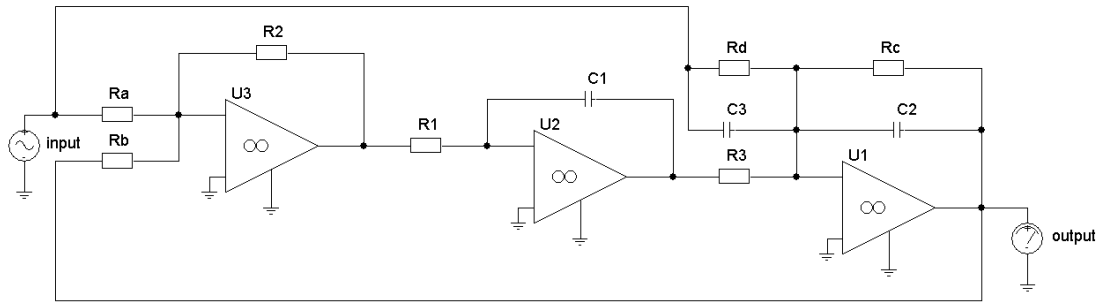 R2
Rd
Rc
Ra
U3
C1
C3
C2
input
Rb
R1
U2
R3
U1
∞
∞
∞
output